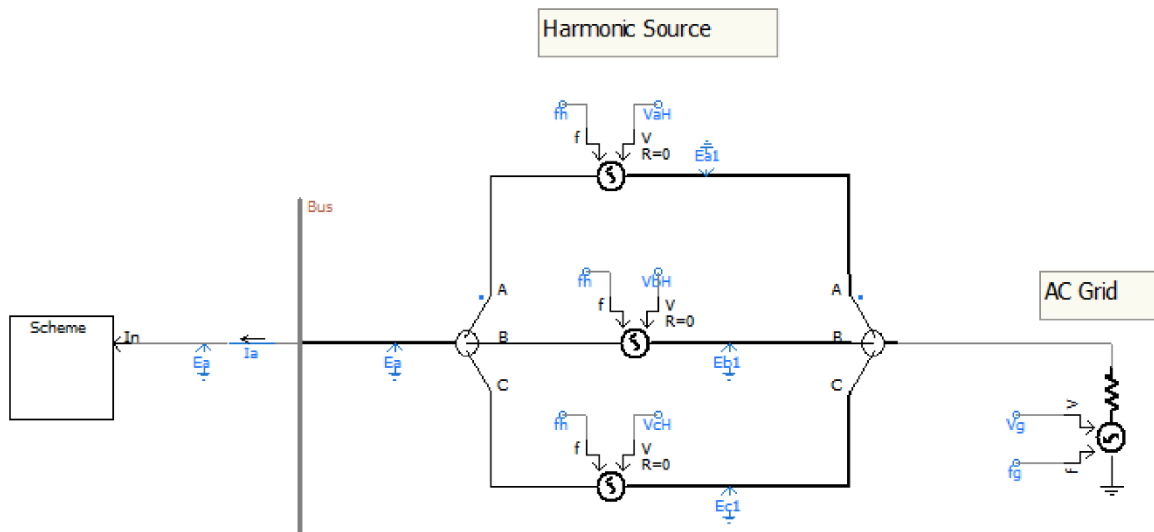 Harmonic Source
fh
VaH
f
V
R=0
Ea1
Bus
fh
VbH
f
V
R=0
A
A
AC Grid
Scheme
In
Ea
Ia
Ea
B
Eb1
B
C
C
fh
VcH
f
V
R=0
Ec1
Vg
V
fg
f